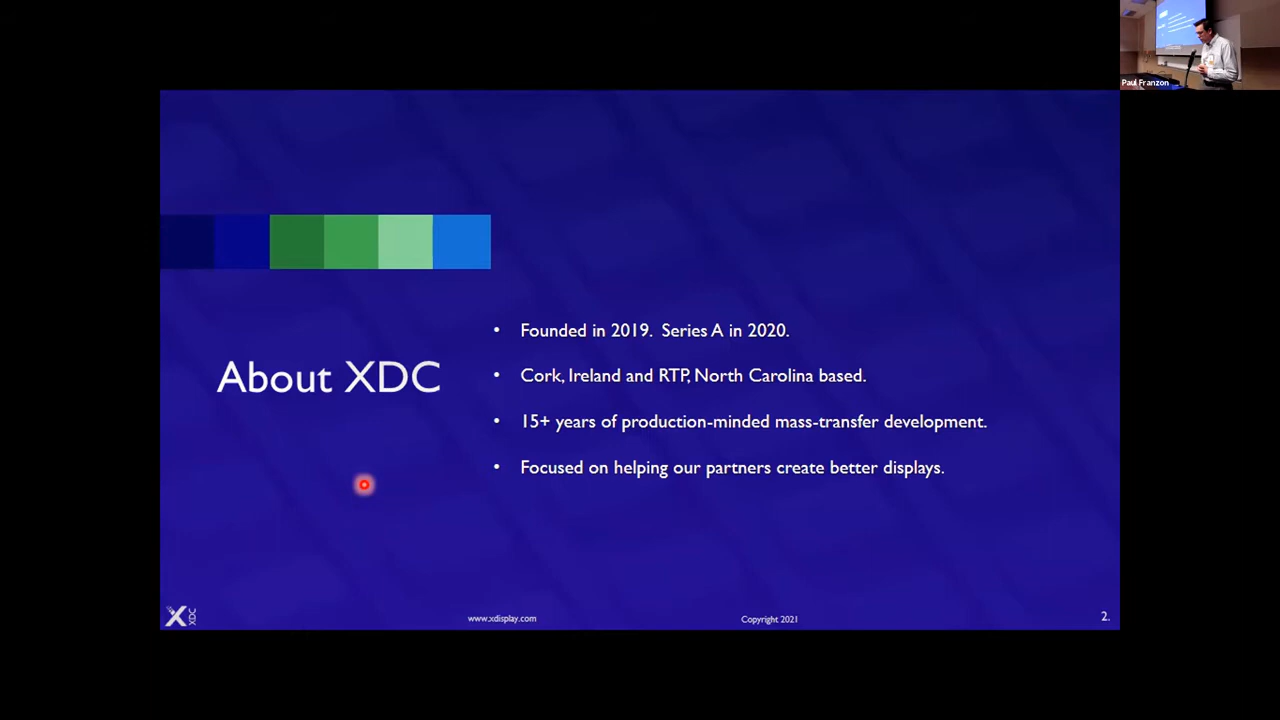 Paul Franzon
About XDC
• Founded in 2019. Series A in 2020.
• Cork, Ireland and RTP, North Carolina based.
• 15+ years of production-minded mass-transfer development.
• Focused on helping our partners create better displays.
X XDC
www.xdisplay.com
Copyright 2021
2.